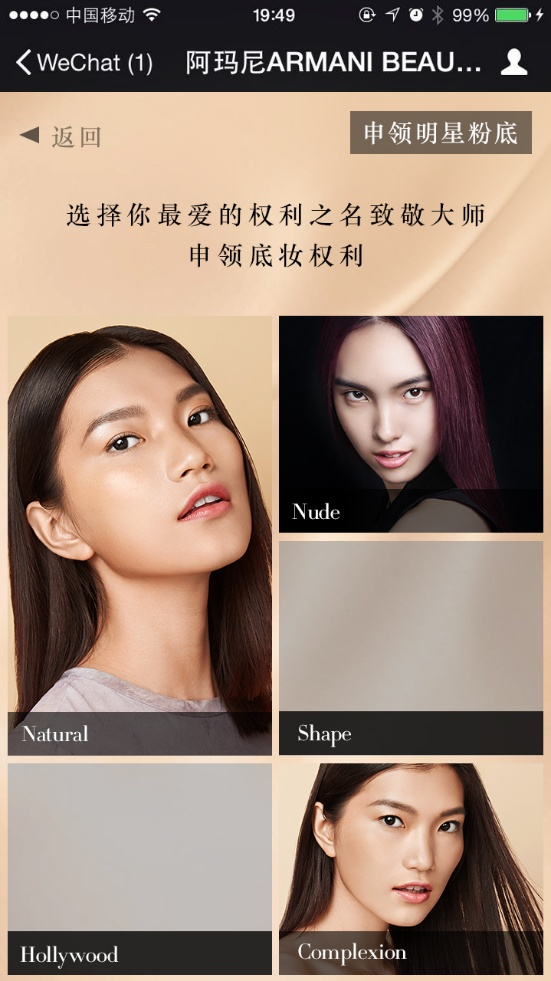 中国移动 19:49 99%
WeChat (1) 阿玛尼ARMANI BEAU...
返回 申领明星粉底
选择你最爱的权利之名致敬大师
申领底妆权利
Nude
Natural
Shape
Hollywood
Complexion